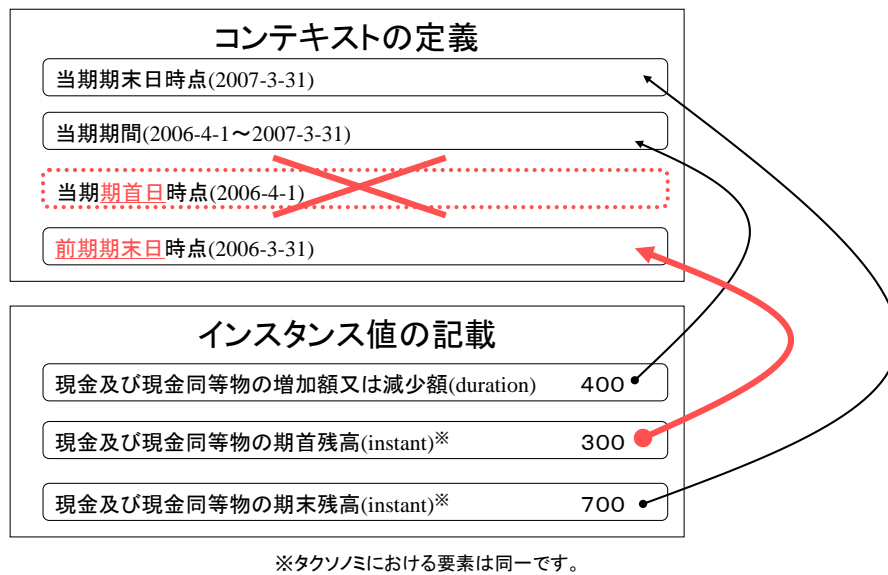 コンテキストの定義
当期期末日時点(2007-3-31)
当期期間(2006-4-1～2007-3-31)
当期期首日時点(2006-4-1)
前期期末日時点(2006-3-31)
インスタンス値の記載
現金及び現金同等物の増加額又は減少額(duration) 400
現金及び現金同等物の期首残高(instant)※ 300
現金及び現金同等物の期末残高(instant)※ 700
※タクソノミにおける要素は同一です。